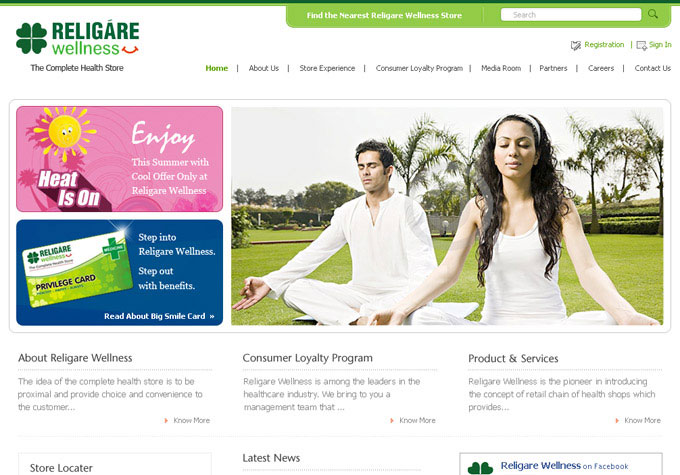 Find the Nearest Religare Wellness Store
Search
RELIGÁRE
wellness
The Complete Health Store
Registration | Sign In
Home | About Us | Store Experience | Consumer Loyalty Program | Media Room | Partners | Careers | Contact Us
Heat
Is On
Enjoy
This Summer with
Cool Offer Only at
Religare Wellness
RELIGARE
wellness
The Complete Health Store
PRIVILEGE CARD
Step into
Religare Wellness.
Step out
with benefits.
Read About Big Smile Card »
About Religare Wellness
The idea of the complete health store is to be
proximal and provide choice and convenience to
the customer...
Know More
Consumer Loyalty Program
Religare Wellness is among the leaders in the
healthcare industry. We bring to you a
management team that ...
Know More
Product & Services
Religare Wellness is the pioneer in introducing
the concept of retail chain of health shops which
provides...
Know More
Store Locater
Latest News
Religare Wellness on Facebook